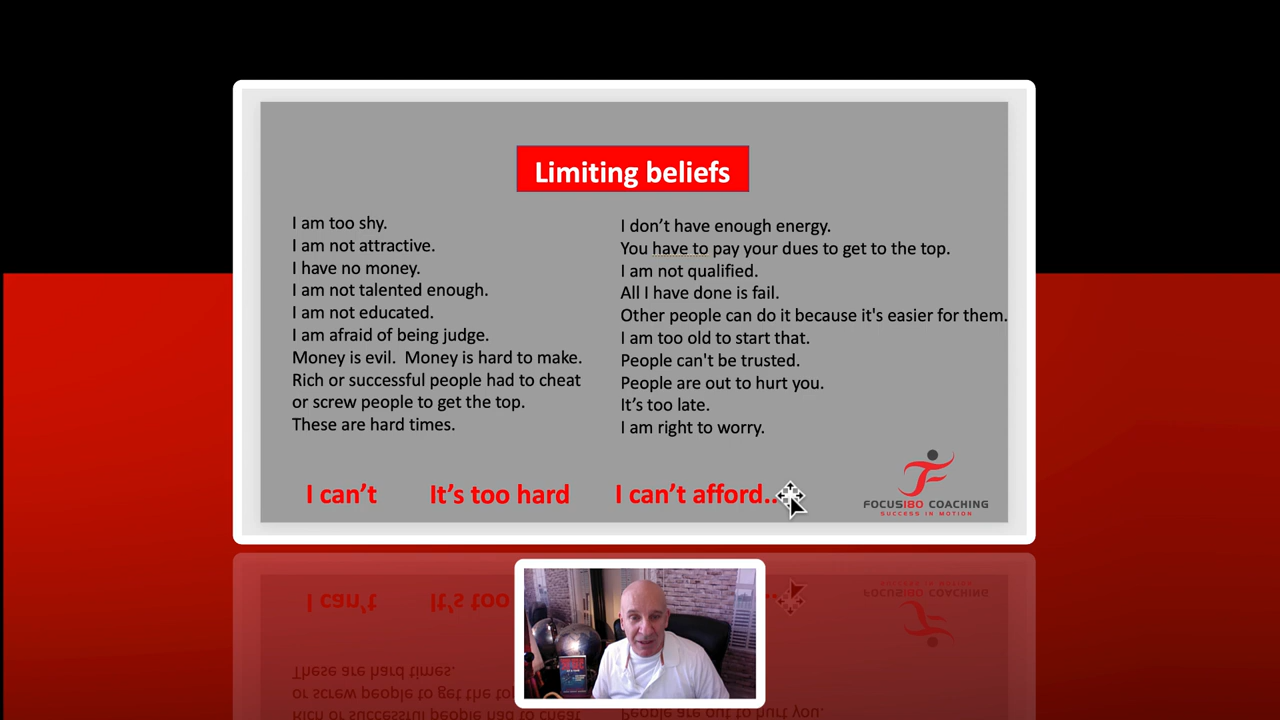 Limiting beliefs
I am too shy.
I am not attractive.
I have no money.
I am not talented enough.
I am not educated.
I am afraid of being judge.
Money is evil.  Money is hard to make.
Rich or successful people had to cheat
or screw people to get the top.
These are hard times.
I don’t have enough energy.
You have to pay your dues to get to the top.
I am not qualified.
All I have done is fail.
Other people can do it because it's easier for them.
I am too old to start that.
People can't be trusted.
People are out to hurt you.
It’s too late.
I am right to worry.
I can’t
It’s too hard
I can’t afford..
FOCUSIBO COACHING
SUCCESS IN MOTION